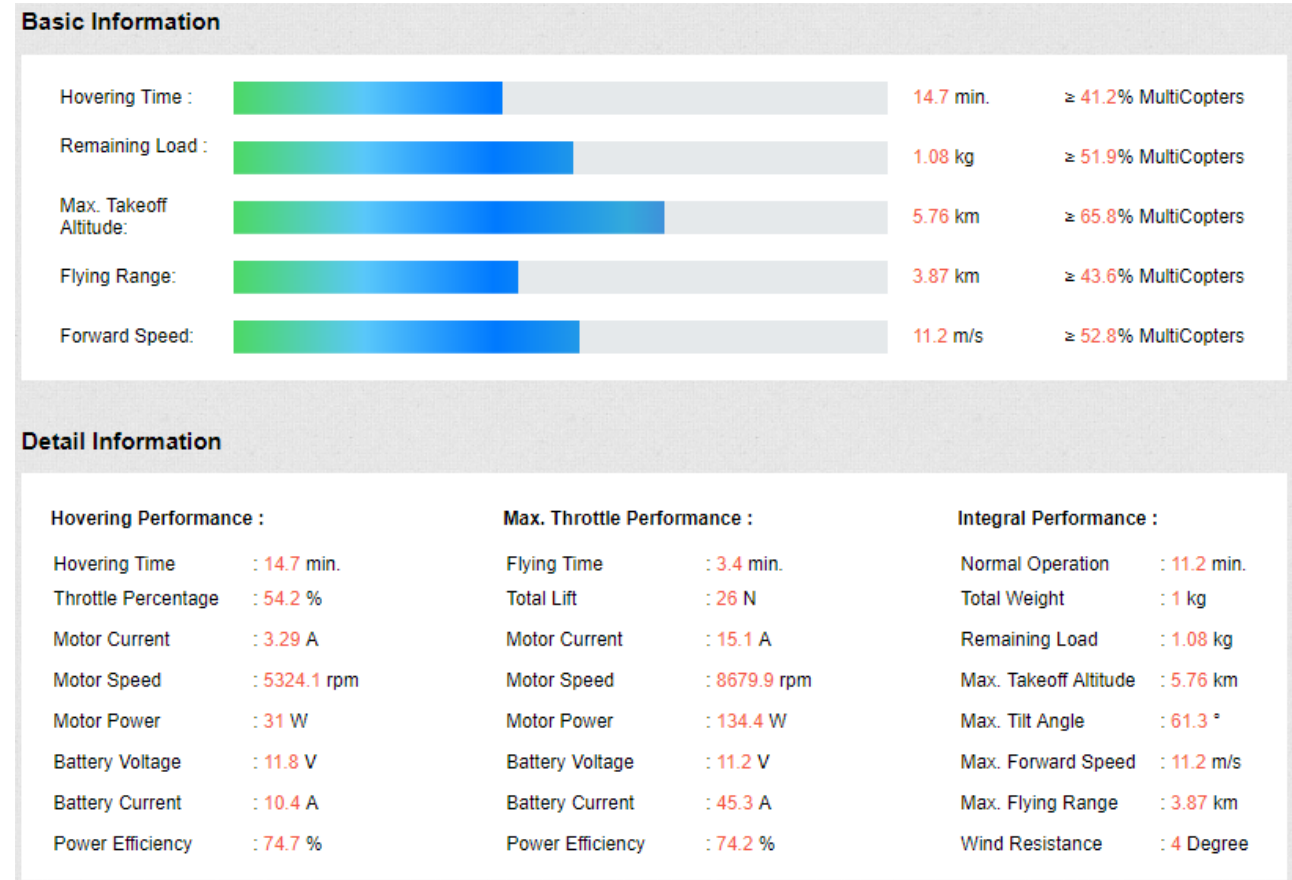 Basic Information
Hovering Time : 14.7 min. ≥ 41.2% MultiCopters
Remaining Load : 1.08 kg ≥ 51.9% MultiCopters
Max. Takeoff
Altitude: 5.76 km ≥ 65.8% MultiCopters
Flying Range: 3.87 km ≥ 43.6% MultiCopters
Forward Speed: 11.2 m/s ≥ 52.8% MultiCopters
Detail Information
Hovering Performance : Max. Throttle Performance : Integral Performance :
Hovering Time : 14.7 min. Flying Time : 3.4 min. Normal Operation : 11.2 min.
Throttle Percentage : 54.2 % Total Lift : 26 N Total Weight : 1 kg
Motor Current : 3.29 A Motor Current : 15.1 A Remaining Load : 1.08 kg
Motor Speed : 5324.1 rpm Motor Speed : 8679.9 rpm Max. Takeoff Altitude : 5.76 km
Motor Power : 31 W Motor Power : 134.4 W Max. Tilt Angle : 61.3 °
Battery Voltage : 11.8 V Battery Voltage : 11.2 V Max. Forward Speed : 11.2 m/s
Battery Current : 10.4 A Battery Current : 45.3 A Max. Flying Range : 3.87 km
Power Efficiency : 74.7 % Power Efficiency : 74.2 % Wind Resistance : 4 Degree